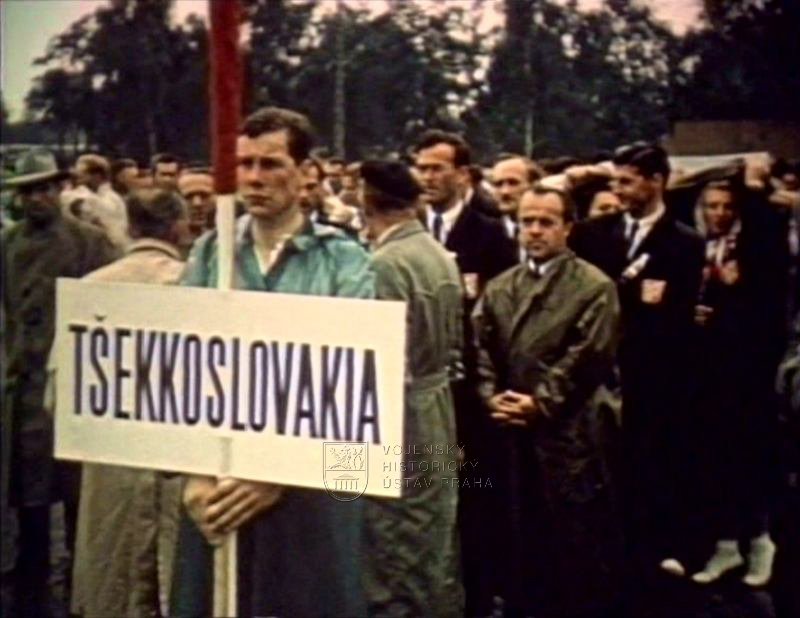 TŠEKKOSLOVAKIA
VOJENSKÝ
HISTORICKÝ
ÚSTAV PRAHA